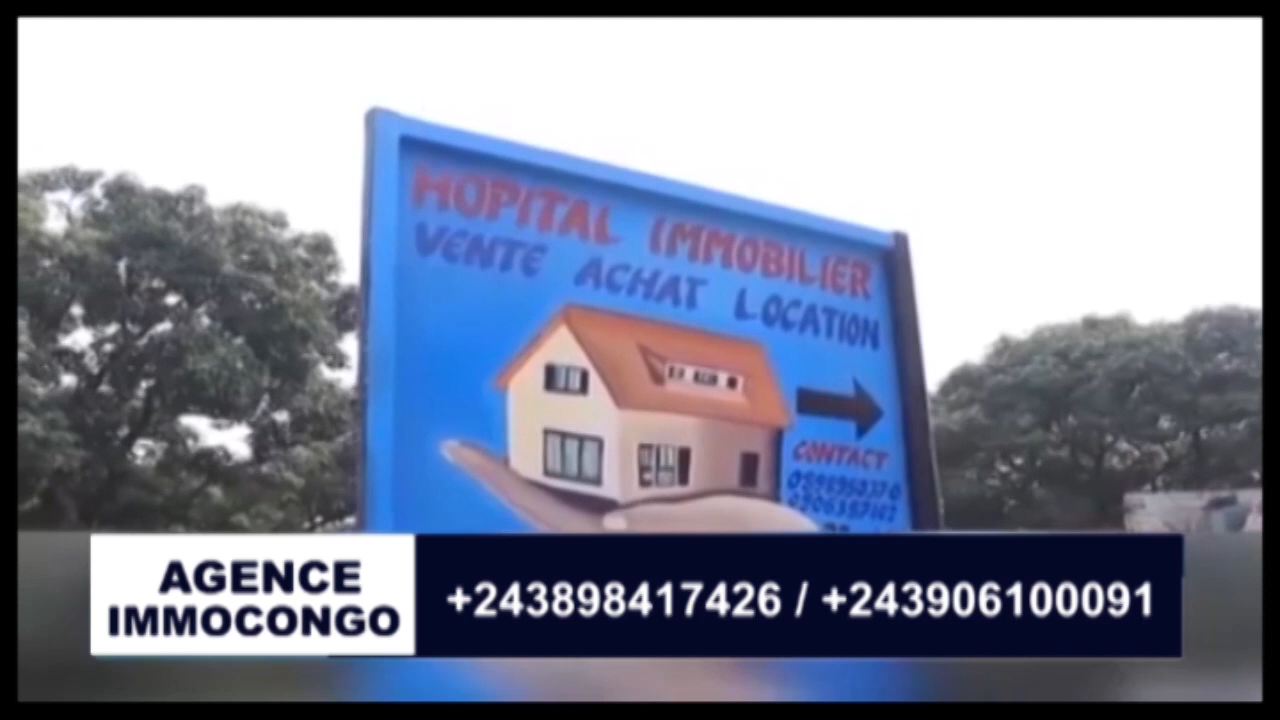 HOPITAL IMMOBILIER
VENTE ACHAT LOCATION
CONTACT
AGENCE
IMMOCONGO
+243898417426 / +243906100091